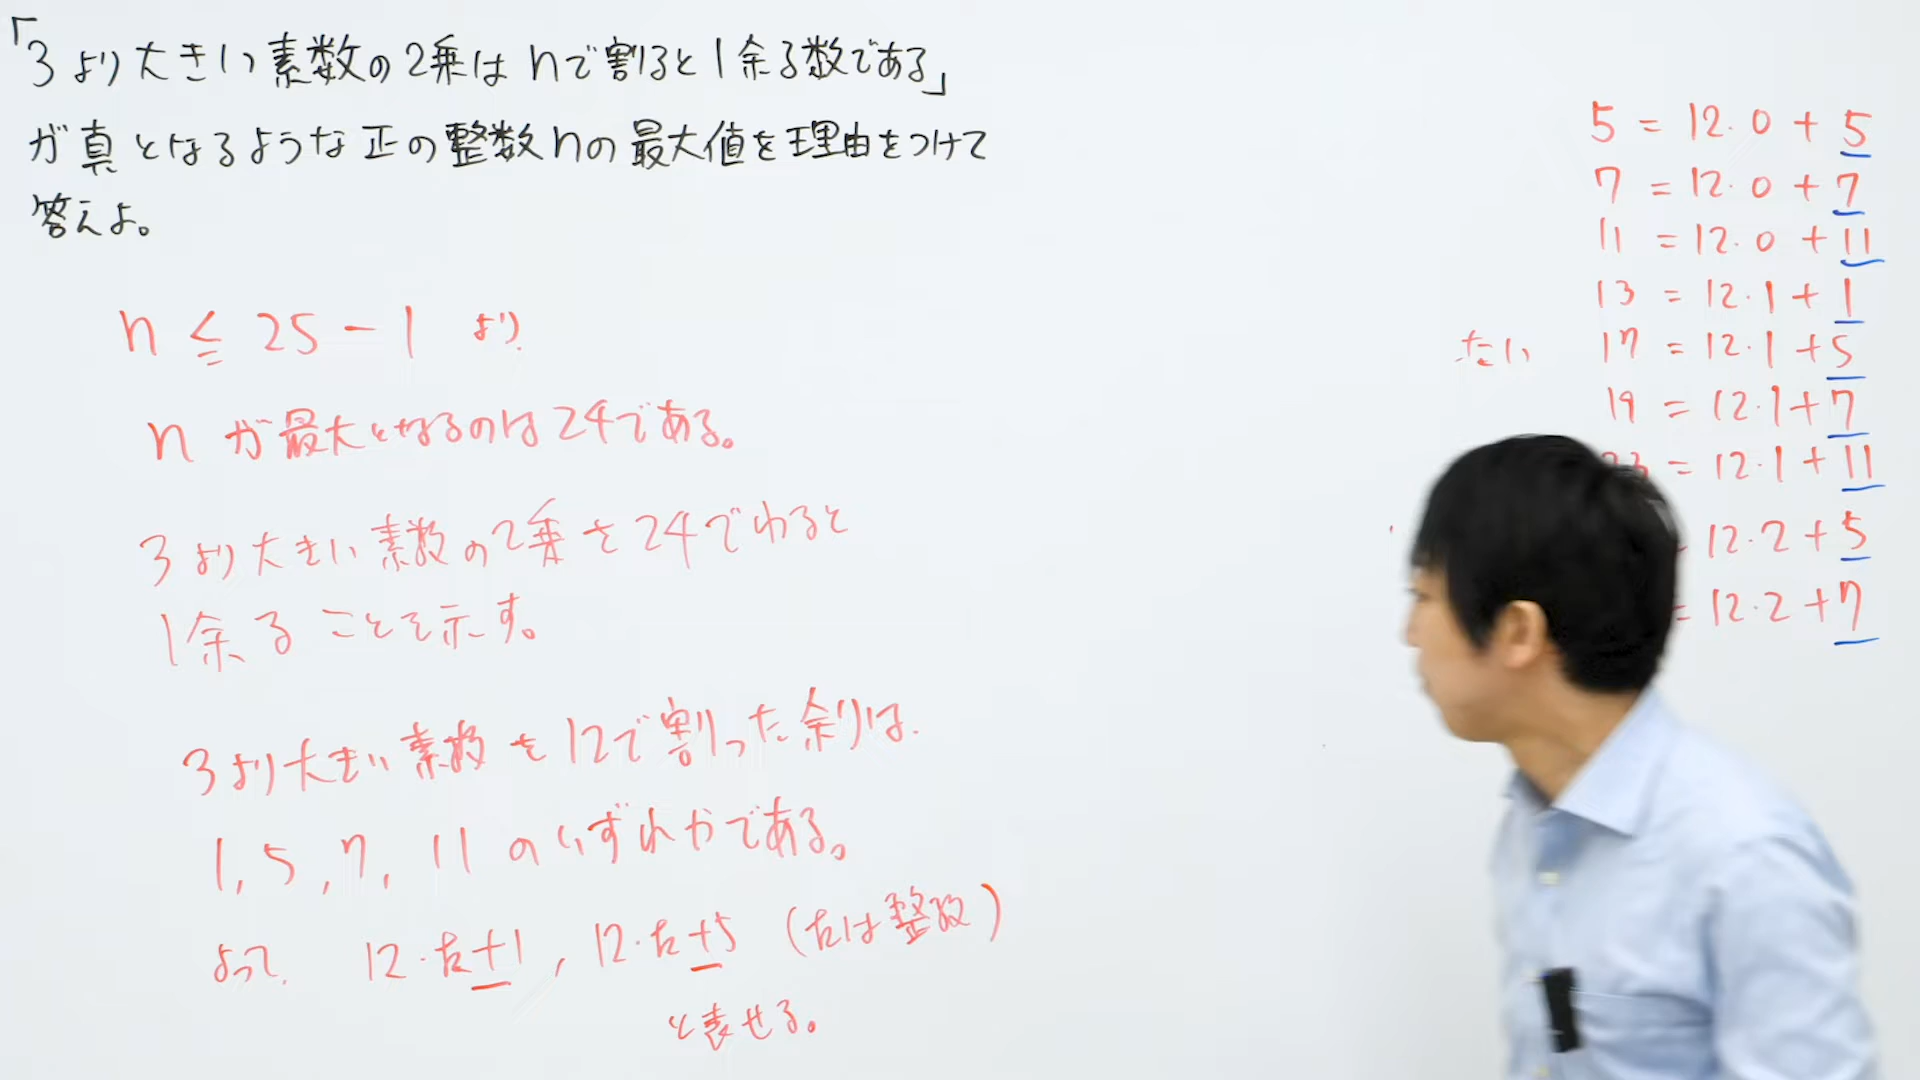 「3より大きい素数の2乗はnで割ると1余る数である」
が真となるような正の整数nの最大値を理由をつけて
答えよ。
n ≦ 25 - 1 より
nが最大となるのは24である。
3より大きい素数の2乗を24でわると
1余ることを示す。
3より大きい素数を12で割った余りは、
1, 5, 7, 11のいずれかである。
よって、 12・k+1, 12・k+5 (kは整数)
と表せる。
5 = 12・0 + 5
7 = 12・0 + 7
11 = 12・0 + 11
13 = 12・1 + 1
たい 17 = 12・1 + 5
19 = 12・1 + 7
= 12・1 + 11
= 12・2 + 5
= 12・2 + 7